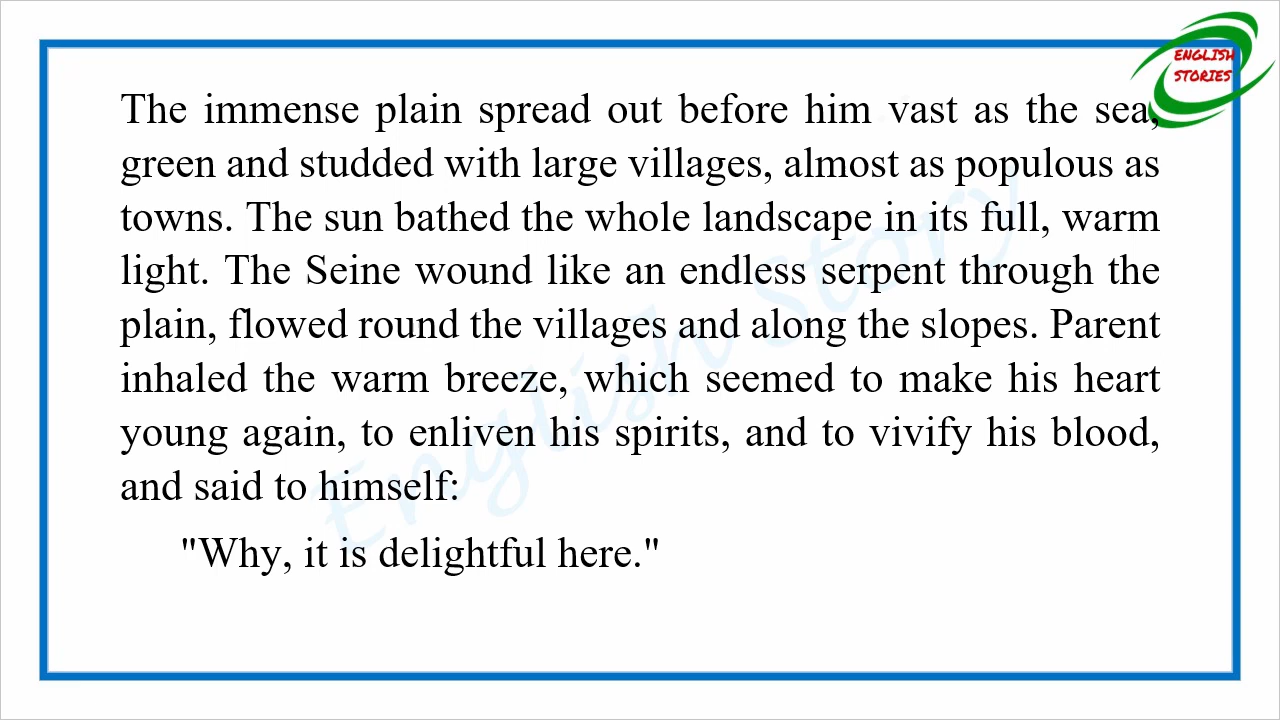 ENGLISH
STORIES
The immense plain spread out before him vast as the sea,
green and studded with large villages, almost as populous as
towns. The sun bathed the whole landscape in its full, warm
light. The Seine wound like an endless serpent through the
plain, flowed round the villages and along the slopes. Parent
inhaled the warm breeze, which seemed to make his heart
young again, to enliven his spirits, and to vivify his blood,
and said to himself:
"Why, it is delightful here."
English Story